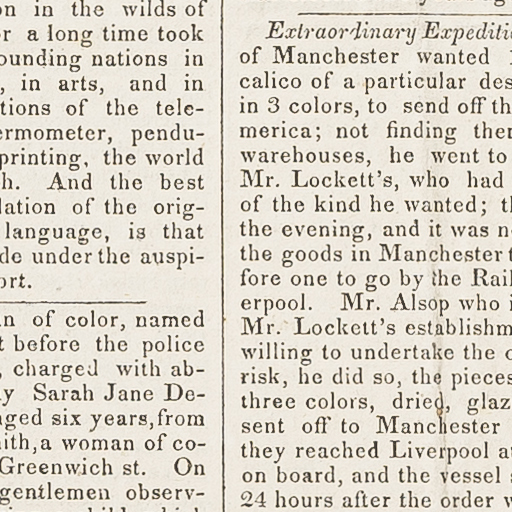 on in the wilds of
or a long time took
ounding nations in
, in arts, and in
tions of the tele-
ermometer, pendu-
printing, the world
h. And the best
lation of the orig-
language, is that
de under the auspi-
ort.
an of color, named
t before the police
, charged with ab-
y Sarah Jane De-
aged six years, from
ith, a woman of co-
Greenwich st. On
gentlemen observ-
Extraordinary Expediti
of Manchester wanted
calico of a particular des
in 3 colors, to send off th
merica; not finding ther
warehouses, he went to
Mr. Lockett's, who had
of the kind he wanted; t
the evening, and it was n
the goods in Manchester t
fore one to go by the Rail
erpool. Mr. Alsop who i
Mr. Lockett's establishm
willing to undertake the o
risk, he did so, the pieces
three colors, dried, glaz
sent off to Manchester
they reached Liverpool a
on board, and the vessel s
24 hours after the order w